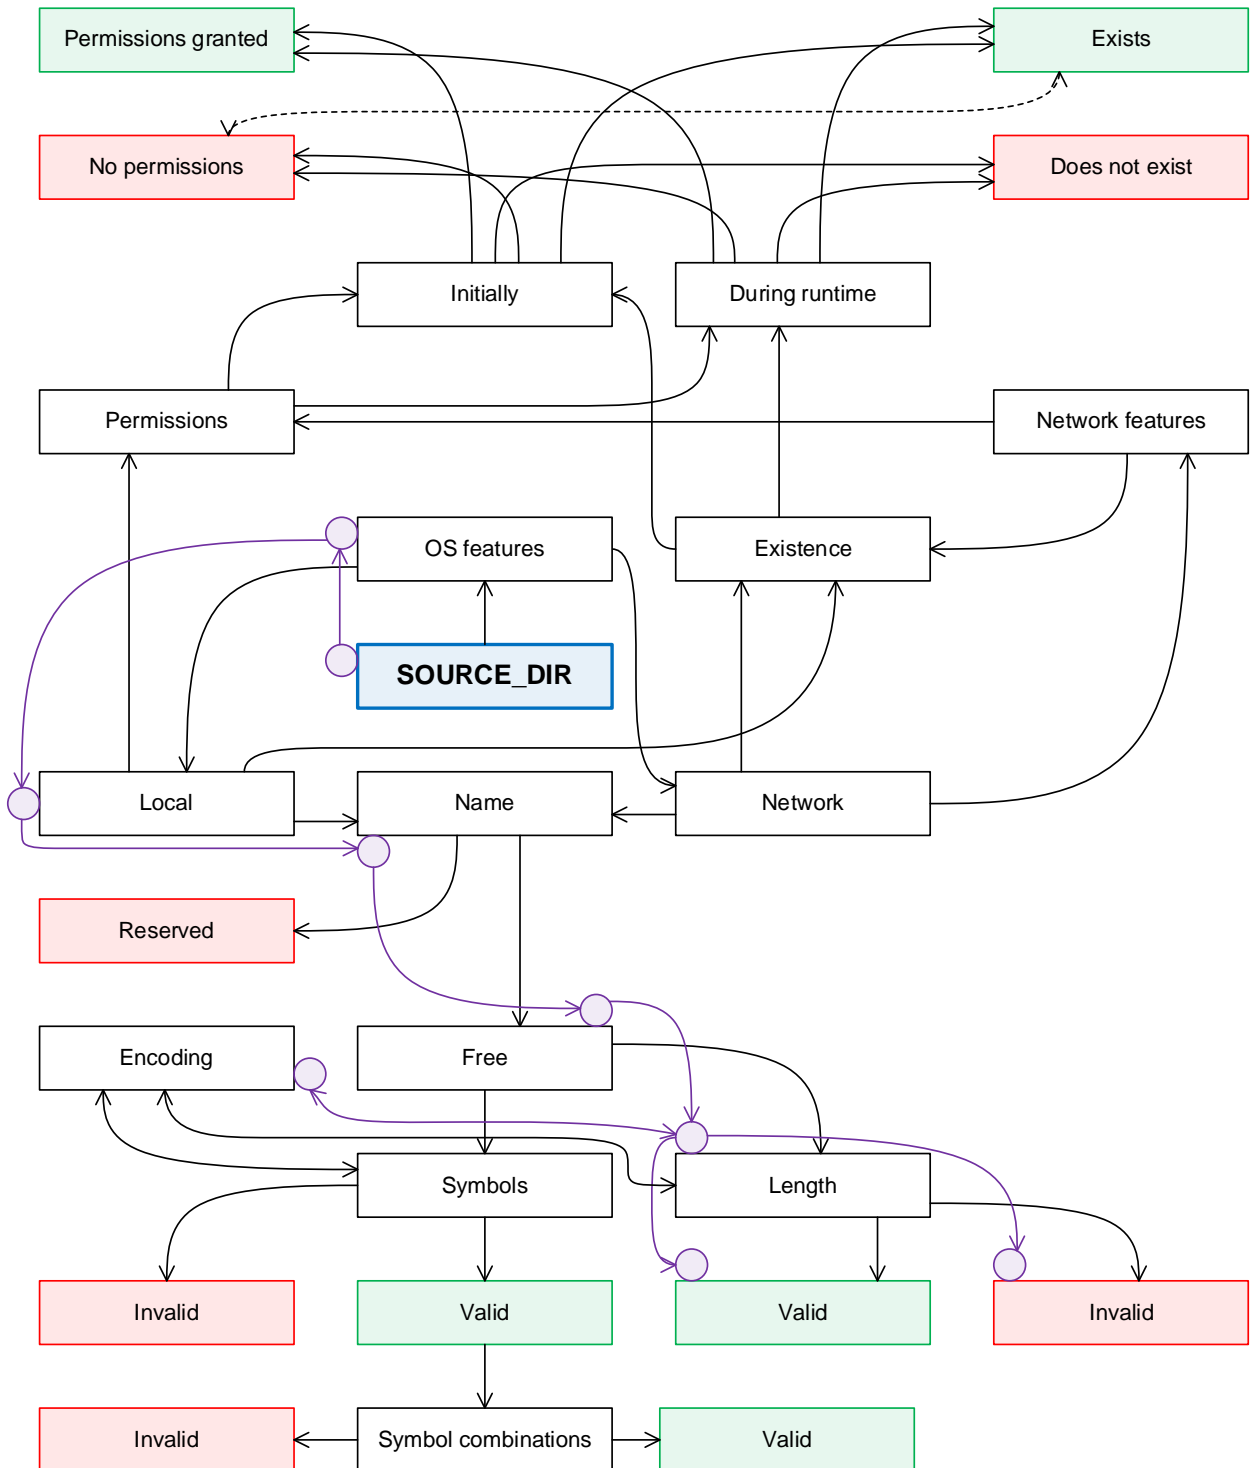 Permissions granted
Exists
No permissions
Does not exist
Initially
During runtime
Permissions
Network features
OS features
Existence
SOURCE_DIR
Local
Name
Network
Reserved
Encoding
Free
Symbols
Length
Invalid
Valid
Valid
Invalid
Invalid
Symbol combinations
Valid